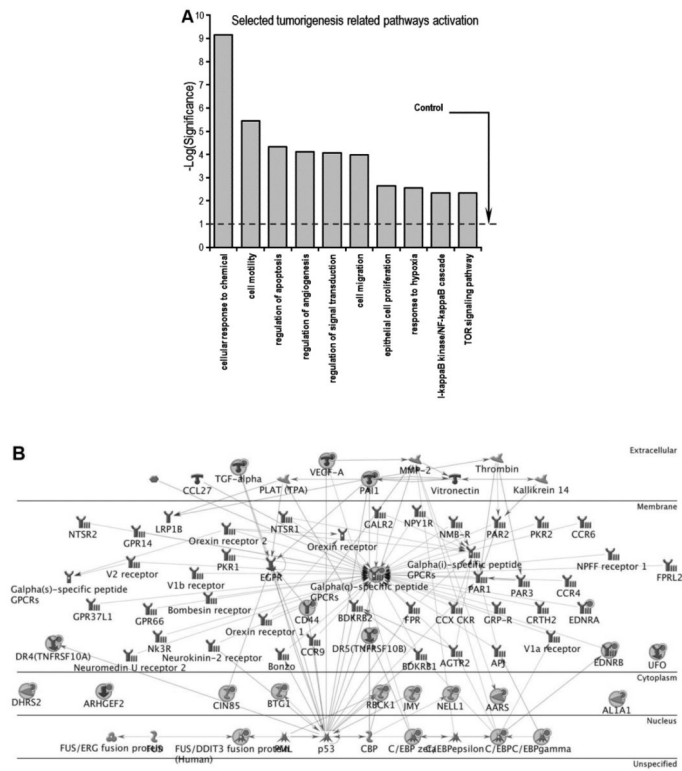 A
Selected tumorigenesis related pathways activation
-Log(Significance)
10
9
8
7
6
5
4
3
2
1
0
Control
cellular response to chemical
cell motility
regulation of apoptosis
regulation of angiogenesis
regulation of signal transduction
cell migration
epithelial cell proliferation
response to hypoxia
I-kappaB kinase/NF-kappaB cascade
TOR signaling pathway
B
Extracellular
TGF-alpha
VEGF-A
MMP-2
Thrombin
CCL27
PLAT (TPA)
PAI1
Vitronectin
Kallikrein 14
Membrane
NTSR2
GPR14
LRP1B
Orexin receptor 2
NTSR1
Orexin receptor
GALR2
NPY1R
NMB-R
PAR2
PKR2
CCR6
Galpha(s)-specific peptide
GPCRs
V2 receptor
PKR1
V1b receptor
EGFR
Galpha(q)-specific peptide
GPCRs
Galpha(i)-specific peptide
GPCRs
PAR1
PAR3
CCR4
NPFF receptor 1
FPRL2
GPR37L1
GPR66
Bombesin receptor
Orexin receptor 1
CD44
BDKRB2
FPR
CCX CKR
GRP-R
CRTH2
EDNRA
DR4(TNFRSF10A)
Nk3R
Neuromedin U receptor 2
Neurokinin-2 receptor
Bonzo
CCR9
DR5(TNFRSF10B)
BDKRB1
AGTR2
APJ
V1a receptor
EDNRB
UFO
Cytoplasm
DHRS2
ARHGEF2
CIN85
BTG1
RBCK1
JMY
NELL1
AARS
AL1A1
Nucleus
FUS/ERG fusion protein
FUS
FUS/DDIT3 fusion protein
(Human)
PML
p53
CBP
C/EBP zeta
C/EBPepsilon
C/EBP
C/EBPgamma
Unspecified